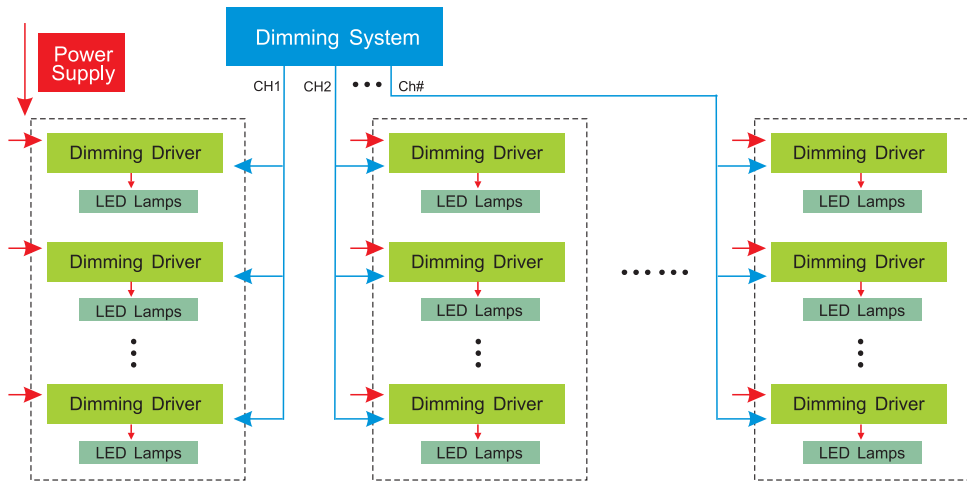 Dimming System
Power
Supply
CH1
CH2
Ch#
Dimming Driver
Dimming Driver
Dimming Driver
LED Lamps
LED Lamps
LED Lamps
Dimming Driver
Dimming Driver
Dimming Driver
LED Lamps
LED Lamps
LED Lamps
Dimming Driver
Dimming Driver
Dimming Driver
LED Lamps
LED Lamps
LED Lamps